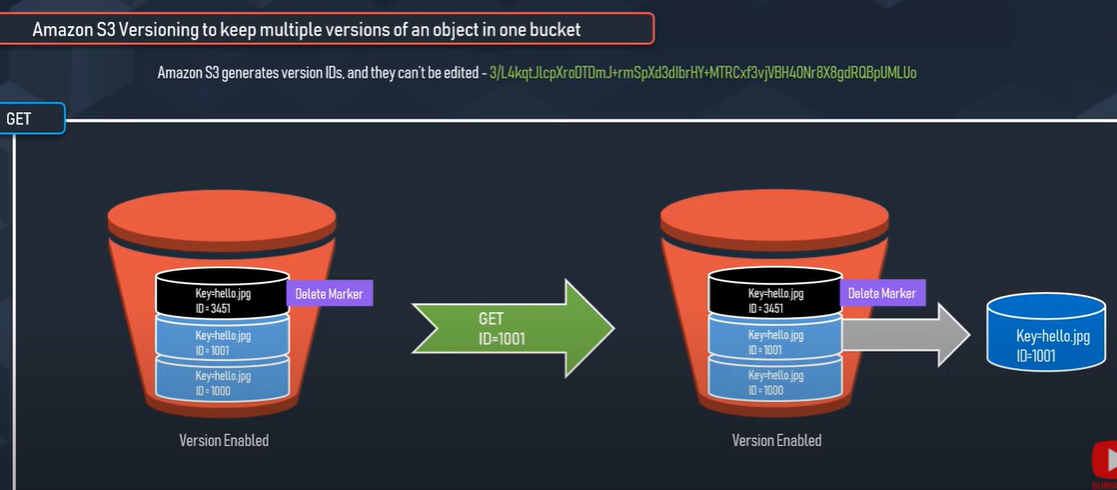 Amazon S3 Versioning to keep multiple versions of an object in one bucket
Amazon S3 generates version IDs, and they can't be edited - 3/L4kqtJlcpXroDTDmJ+rmSpXd3dIbrHY+MTRCxf3vjVBH40Nr8X8gdRQBpUMLUo
GET
Key=hello.jpg
ID = 3451
Delete Marker
Key=hello.jpg
ID = 1001
Key=hello.jpg
ID = 1000
Version Enabled
GET
ID=1001
Key=hello.jpg
ID = 3451
Delete Marker
Key=hello.jpg
ID = 1001
Key=hello.jpg
ID = 1000
Version Enabled
Key=hello.jpg
ID=1001